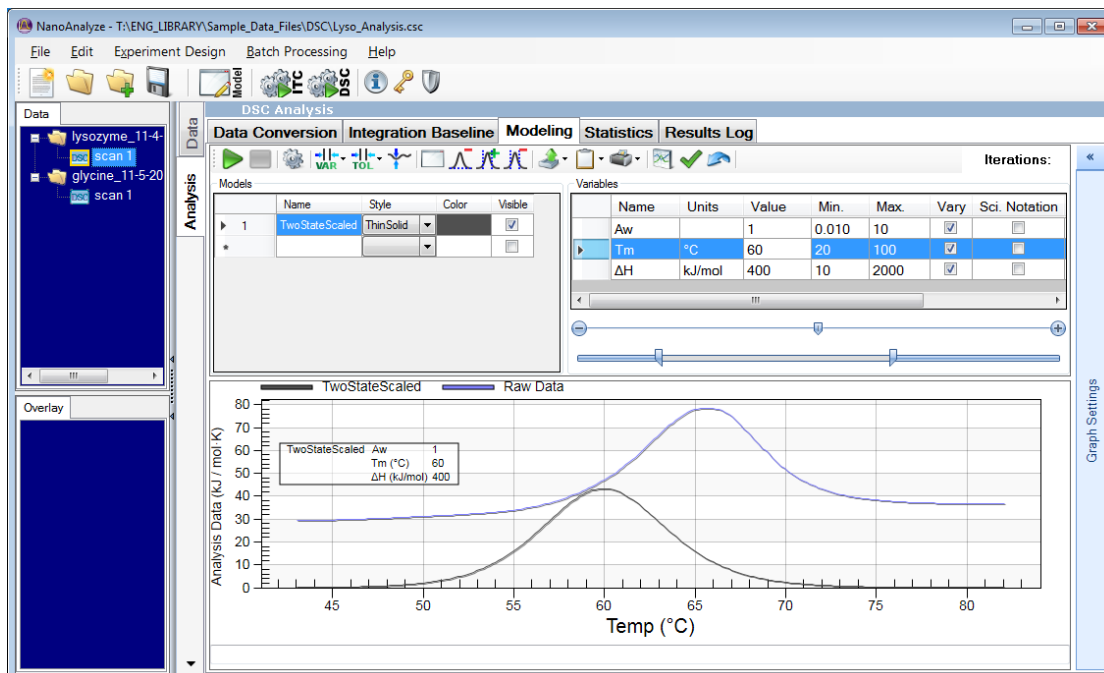 NanoAnalyze - T:\ENG_LIBRARY\Sample_Data_Files\DSC\Lyso_Analysis.csc
File Edit Experiment Design Batch Processing Help
Model ITC DSC
Data
lysozyme_11-4-
DSC scan 1
glycine_11-5-20
DSC scan 1
Overlay
Data
Analysis
DSC Analysis
Data Conversion Integration Baseline Modeling Statistics Results Log
VAR TOL Iterations:
Models
Name Style Color Visible
1 TwoStateScaled ThinSolid
*
Variables
Name Units Value Min. Max. Vary Sci. Notation
Aw 1 0.010 10
Tm °C 60 20 100
ΔH kJ/mol 400 10 2000
«
Graph Settings
TwoStateScaled Raw Data
Analysis Data (kJ / mol·K)
80
70
60
50
40
30
20
10
0
TwoStateScaled Aw 1
Tm (°C) 60
ΔH (kJ/mol) 400
45 50 55 60 65 70 75 80
Temp (°C)